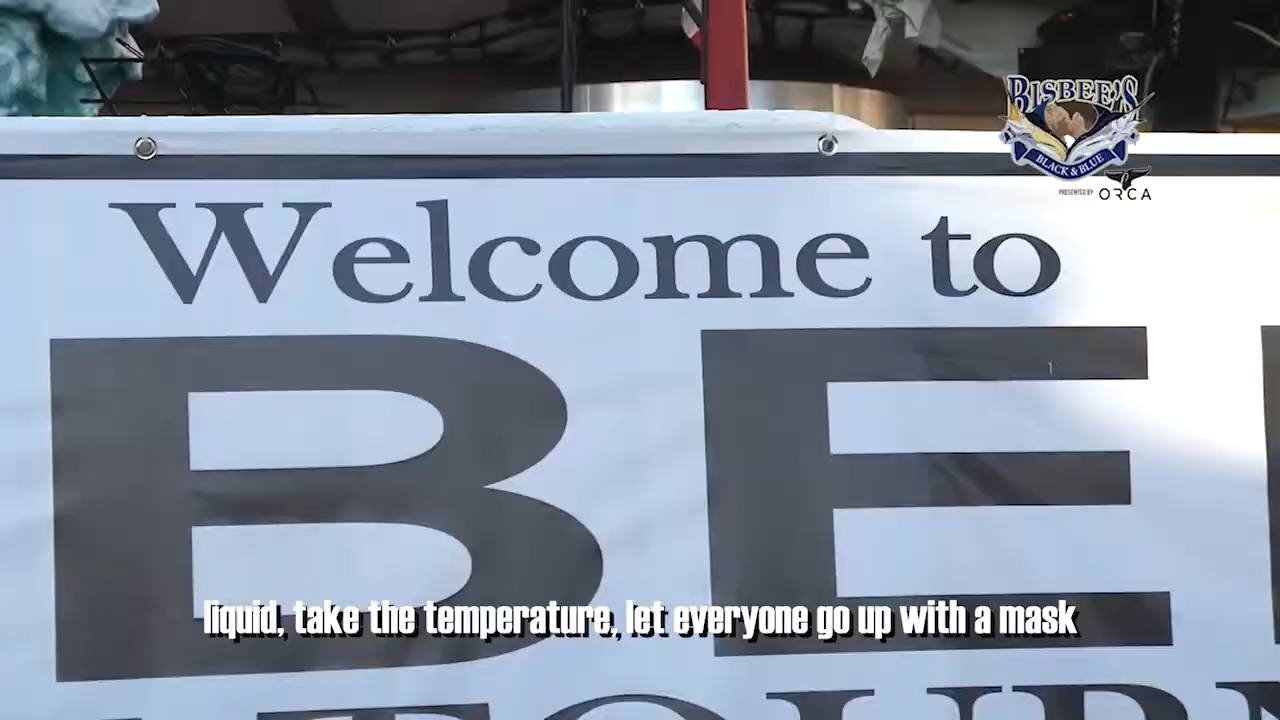 BISBEE'S
BLACK & BLUE
PRESENTED BY ORCA
Welcome to
BE
liquid, take the temperature, let everyone go up with a mask
TOUR